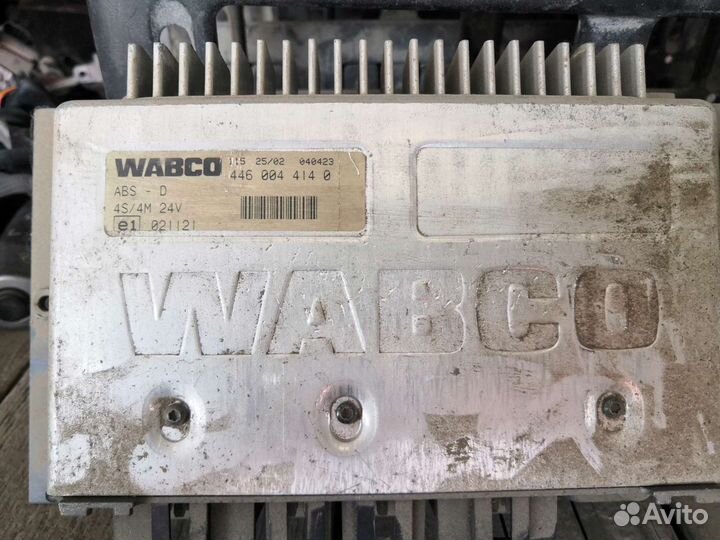 WABCO 115 25/02 040423
446 004 414 0
ABS - D
4S/4M 24V
e1 021121
WABCO
Avito